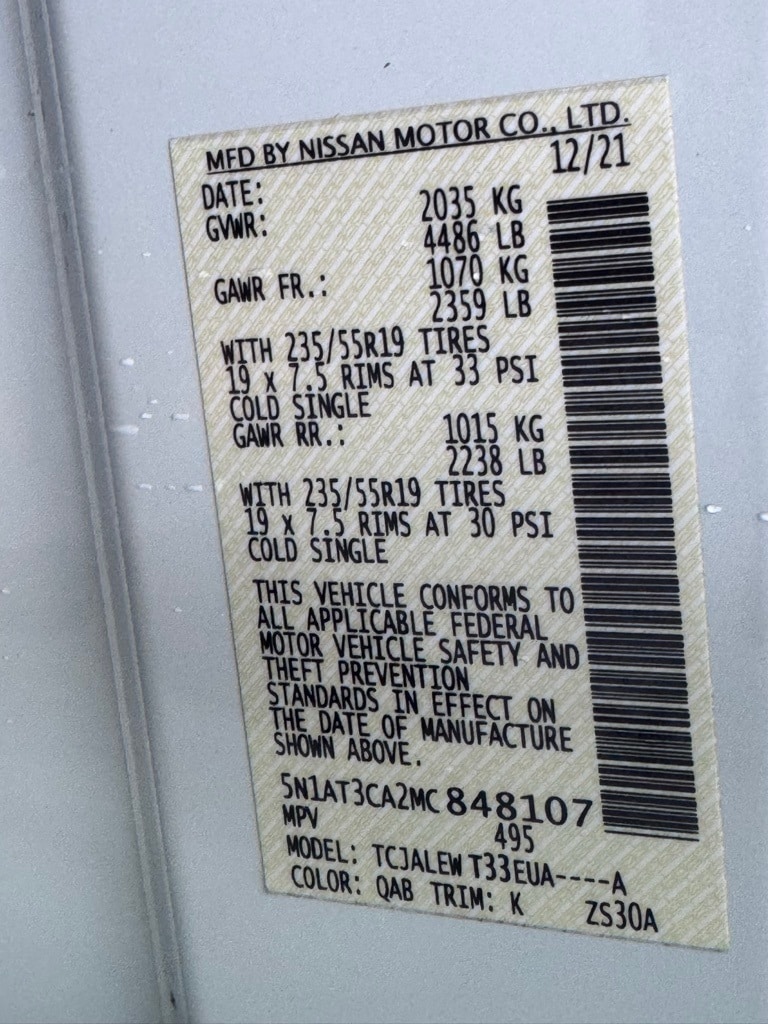 MFD BY NISSAN MOTOR CO., LTD.
DATE: 12/21
GVWR: 2035 KG
4486 LB
GAWR FR.: 1070 KG
2359 LB
WITH 235/55R19 TIRES
19 x 7.5 RIMS AT 33 PSI
COLD SINGLE
GAWR RR.: 1015 KG
2238 LB
WITH 235/55R19 TIRES
19 x 7.5 RIMS AT 30 PSI
COLD SINGLE
THIS VEHICLE CONFORMS TO
ALL APPLICABLE FEDERAL
MOTOR VEHICLE SAFETY AND
THEFT PREVENTION
STANDARDS IN EFFECT ON
THE DATE OF MANUFACTURE
SHOWN ABOVE.
5N1AT3CA2MC 848107
MPV 495
MODEL: TCJALEW T33EUA----A
COLOR: QAB TRIM: K ZS30A